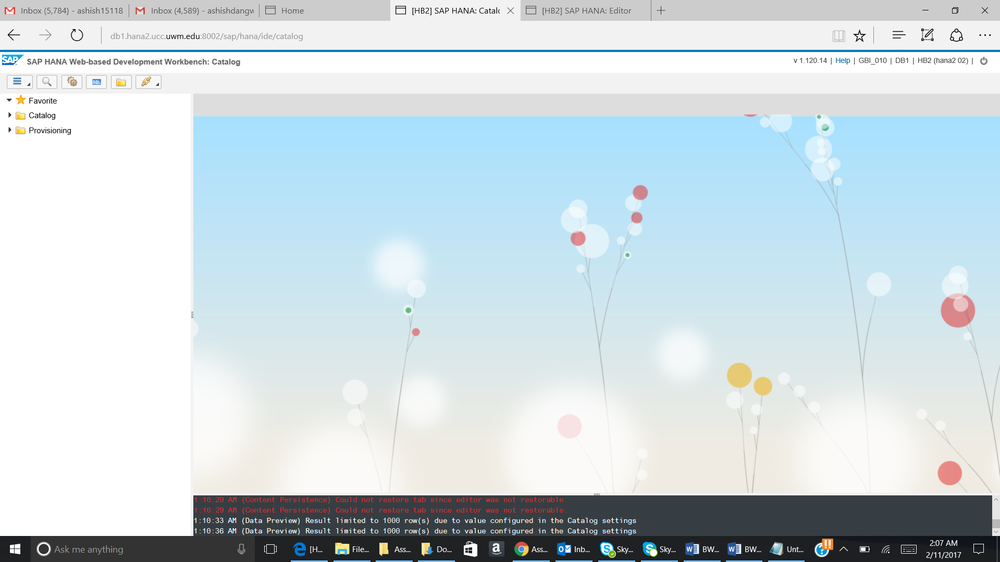 Inbox (5,784) - ashish15118
Inbox (4,589) - ashishdangw
Home
[HB2] SAP HANA: Catalo
[HB2] SAP HANA: Editor
db1.hana2.ucc.uwm.edu:8002/sap/hana/ide/catalog
SAP
SAP HANA Web-based Development Workbench: Catalog
v 1.120.14 | Help | GBI_010 | DB1 | HB2 (hana2 02) |
SQL
Favorite
Catalog
Provisioning
1:10:29 AM (Content Persistence) Could not restore tab since editor was not restorable.
1:10:29 AM (Content Persistence) Could not restore tab since editor was not restorable.
1:10:33 AM (Data Preview) Result limited to 1000 row(s) due to value configured in the Catalog settings
1:10:36 AM (Data Preview) Result limited to 1000 row(s) due to value configured in the Catalog settings
Ask me anything
[H...
File...
Ass...
Do...
Ass...
Inb...
Sky...
Sky...
BW...
BW...
Unt...
2:07 AM
2/11/2017